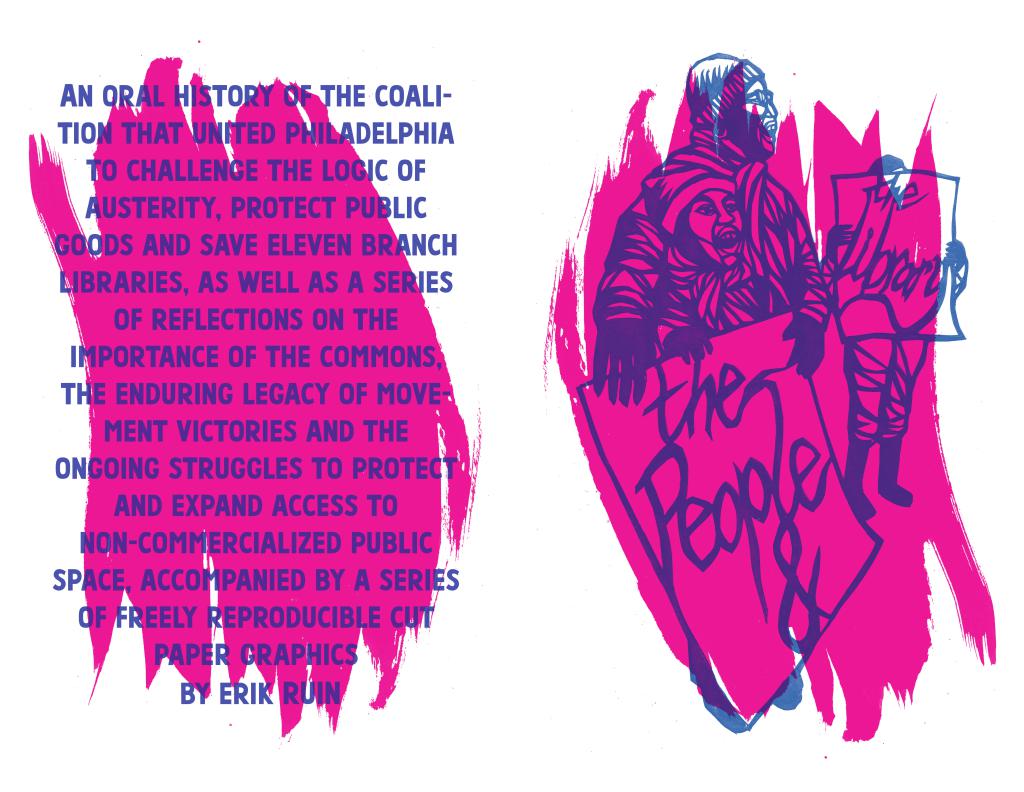 AN ORAL HISTORY OF THE COALI-
TION THAT UNITED PHILADELPHIA
TO CHALLENGE THE LOGIC OF
AUSTERITY, PROTECT PUBLIC
GOODS AND SAVE ELEVEN BRANCH
LIBRARIES, AS WELL AS A SERIES
OF REFLECTIONS ON THE
IMPORTANCE OF THE COMMONS,
THE ENDURING LEGACY OF MOVE-
MENT VICTORIES AND THE
ONGOING STRUGGLES TO PROTECT
AND EXPAND ACCESS TO
NON-COMMERCIALIZED PUBLIC
SPACE, ACCOMPANIED BY A SERIES
OF FREELY REPRODUCIBLE CUT
PAPER GRAPHICS
BY ERIK RUIN
the
People
&